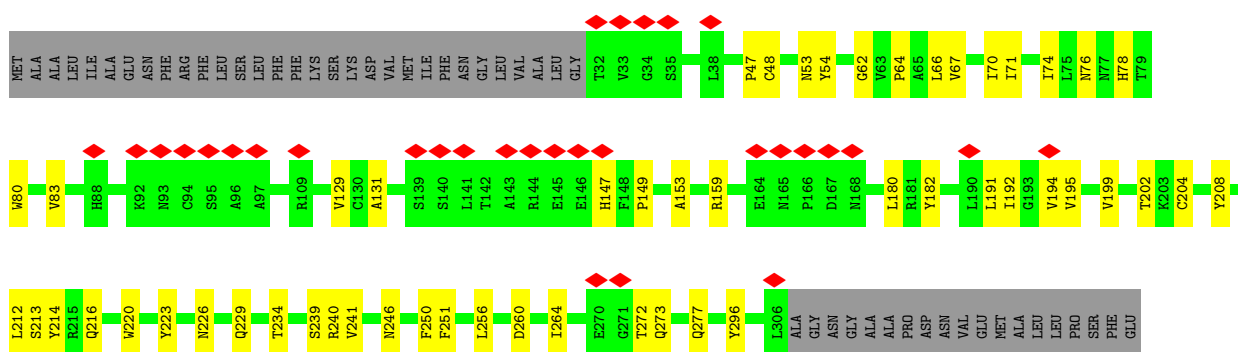 MET ALA ALA LEU ILE ALA GLU ASN PHE ARG PHE LEU SER LEU PHE PHE LYS SER LYS ASP VAL MET ILE PHE ASN GLY LEU VAL ALA LEU GLY T32 V33 G34 S35 L38 P47 C48 N53 Y54 G62 V63 P64 A65 L66 V67 I70 I71 I74 L75 N76 N77 H78 T79
W80 V83 H88 K92 N93 C94 S95 A96 A97 R109 V129 C130 A131 S139 S140 L141 T142 A143 R144 E145 E146 H147 F148 P149 A153 R159 E164 N165 P166 D167 N168 L180 R181 Y182 L190 L191 I192 G193 V194 V195 V199 T202 K203 C204 Y208
L212 S213 Y214 R215 Q216 W220 Y223 N226 Q229 T234 S239 R240 V241 N246 F250 F251 L256 D260 I264 E270 G271 T272 Q273 Q277 Y296 L306 ALA GLY ASN GLY ALA ALA PRO ASP ASN VAL GLU MET ALA LEU LEU PRO SER PHE GLU